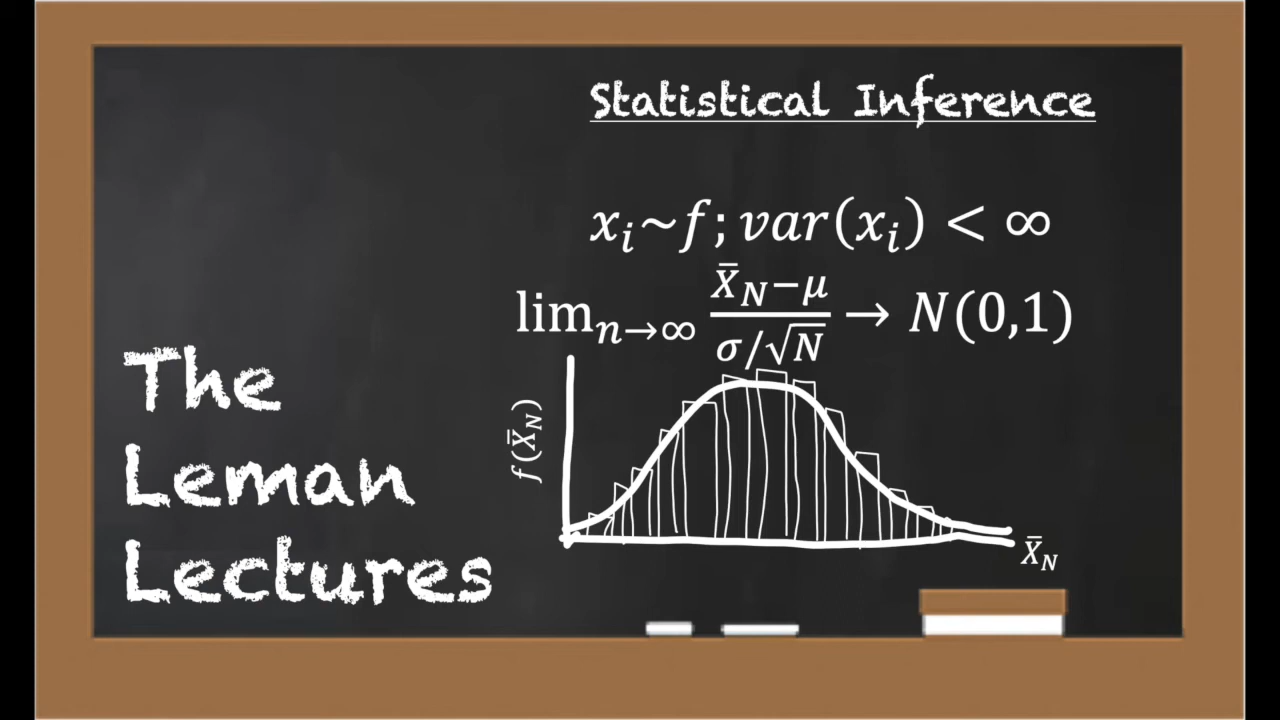 Statistical Inference
xᵢ~f; var(xᵢ) < ∞
limₙ→∞ (X̄_N−μ)/(σ/√N) → N(0,1)
The
Leman
Lectures
f(X̄_N)
X̄_N